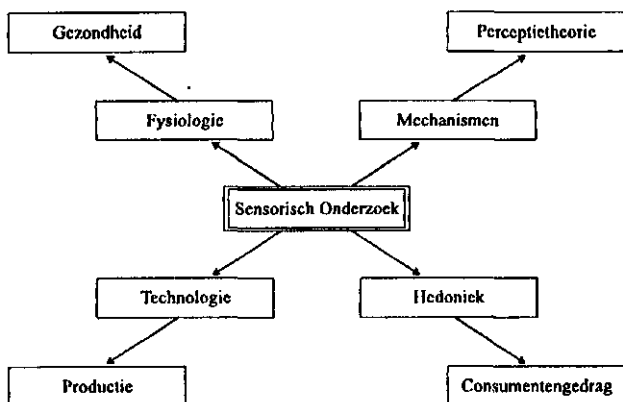 Gezondheid
Perceptietheorie
Fysiologie
Mechanismen
Sensorisch Onderzoek
Technologie
Hedoniek
Productie
Consumentengedrag